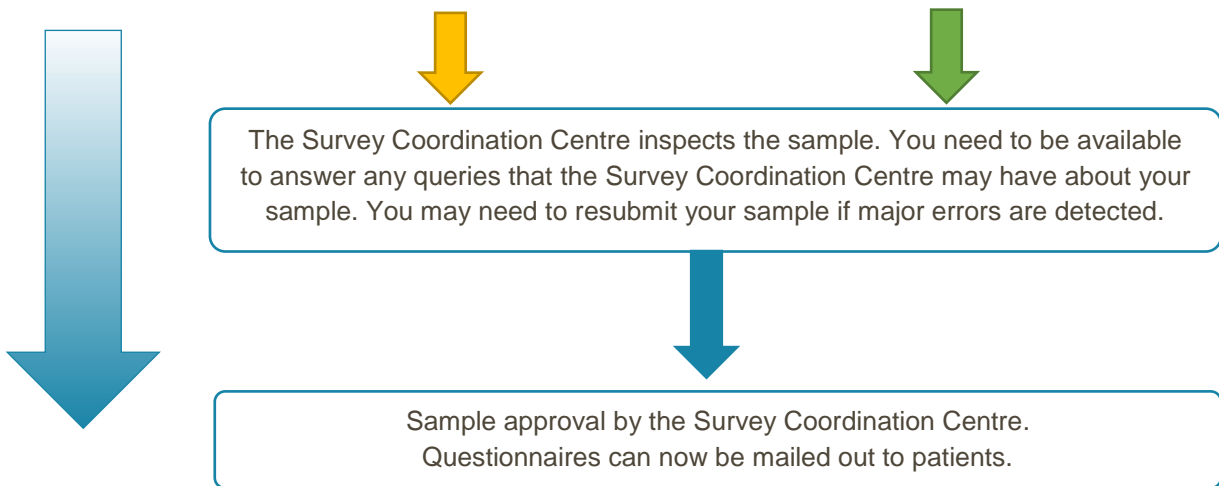 The Survey Coordination Centre inspects the sample. You need to be available
to answer any queries that the Survey Coordination Centre may have about your
sample. You may need to resubmit your sample if major errors are detected.
Sample approval by the Survey Coordination Centre.
Questionnaires can now be mailed out to patients.